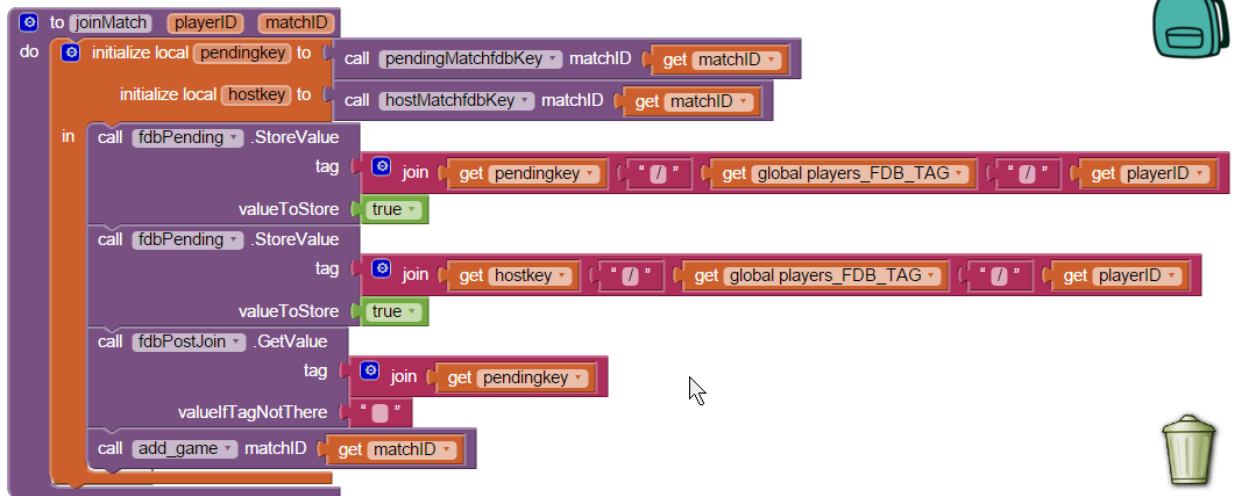 to joinMatch playerID matchID
do initialize local pendingkey to call pendingMatchfdbKey matchID get matchID
initialize local hostkey to call hostMatchfdbKey matchID get matchID
in call fdbPending .StoreValue
tag join get pendingkey " / " get global players_FDB_TAG " / " get playerID
valueToStore true
call fdbPending .StoreValue
tag join get hostkey " / " get global players_FDB_TAG " / " get playerID
valueToStore true
call fdbPostJoin .GetValue
tag join get pendingkey
valueIfTagNotThere " "
call add_game matchID get matchID